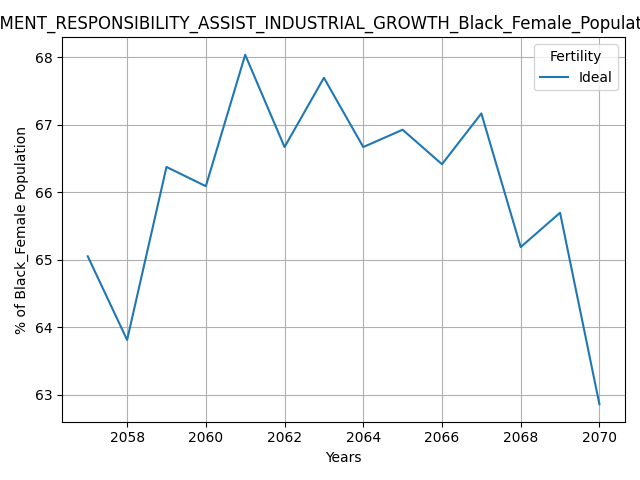 MENT_RESPONSIBILITY_ASSIST_INDUSTRIAL_GROWTH_Black_Female_Populat
Fertility
Ideal
% of Black_Female Population
68
67
66
65
64
63
2058 2060 2062 2064 2066 2068 2070
Years